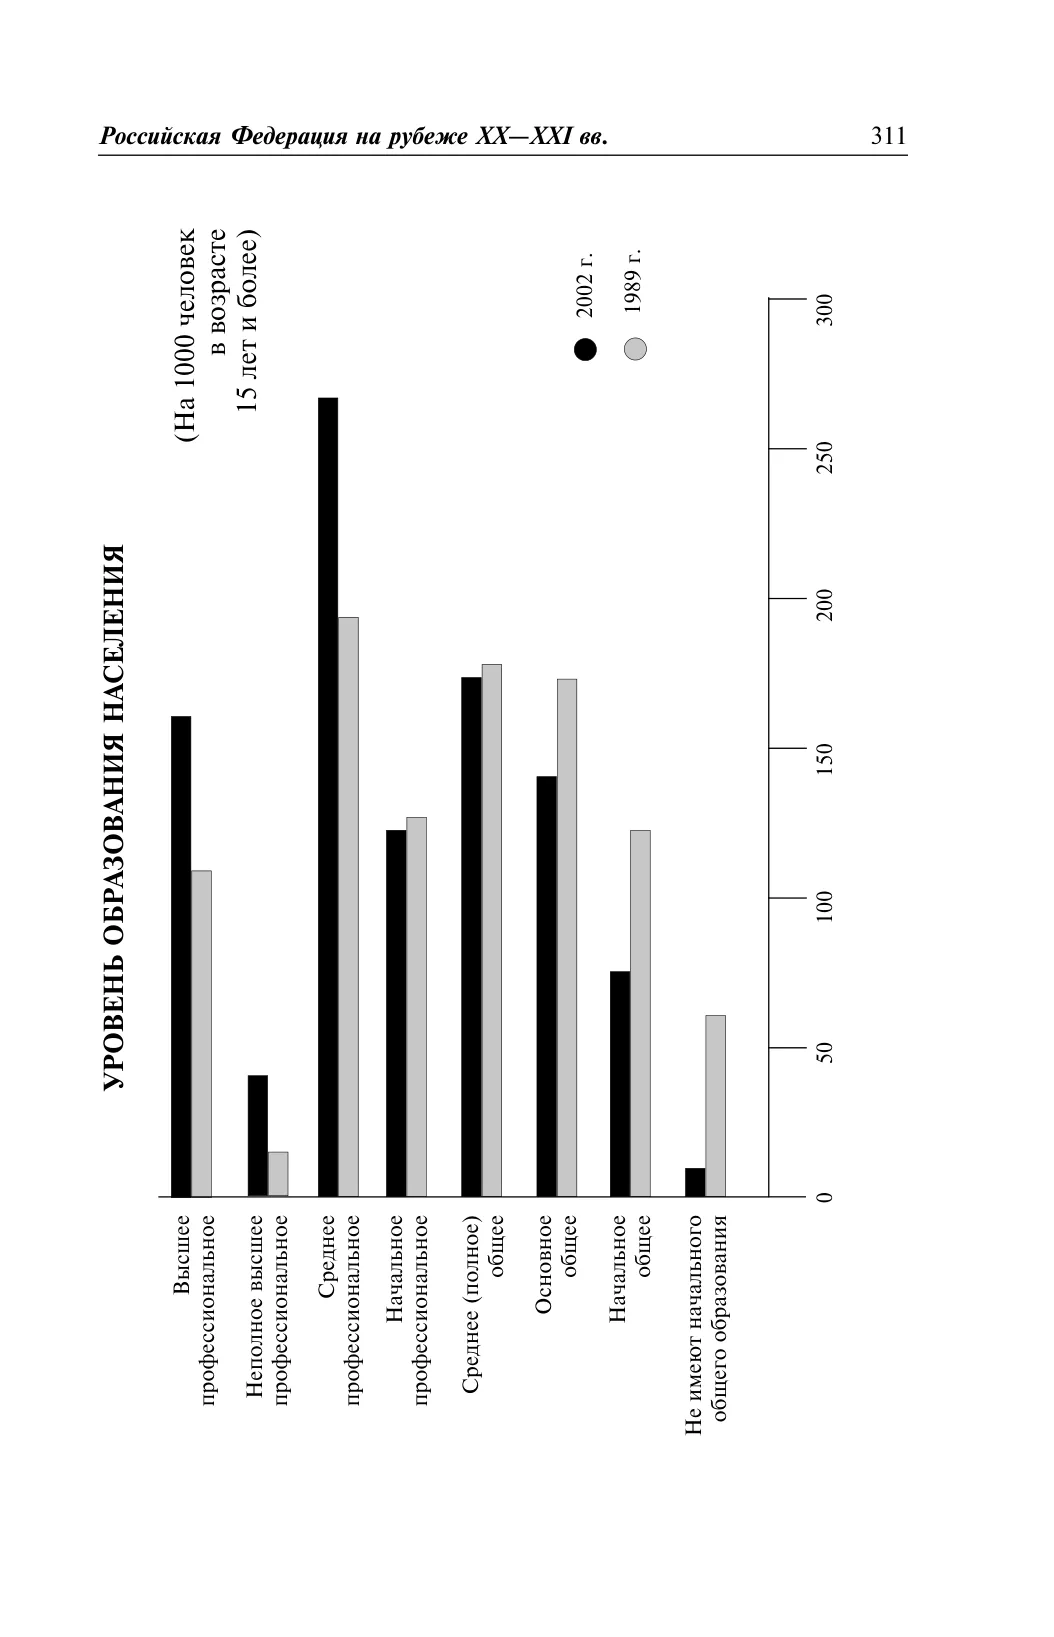 Российская Федерация на рубеже XX—XXI вв.
311
УРОВЕНЬ ОБРАЗОВАНИЯ НАСЕЛЕНИЯ
(На 1000 человек
в возрасте
15 лет и более)
Высшее
профессиональное
Неполное высшее
профессиональное
Среднее
профессиональное
Начальное
профессиональное
Среднее (полное)
общее
Основное
общее
Начальное
общее
Не имеют начального
общего образования
2002 г.
1989 г.
0
50
100
150
200
250
300